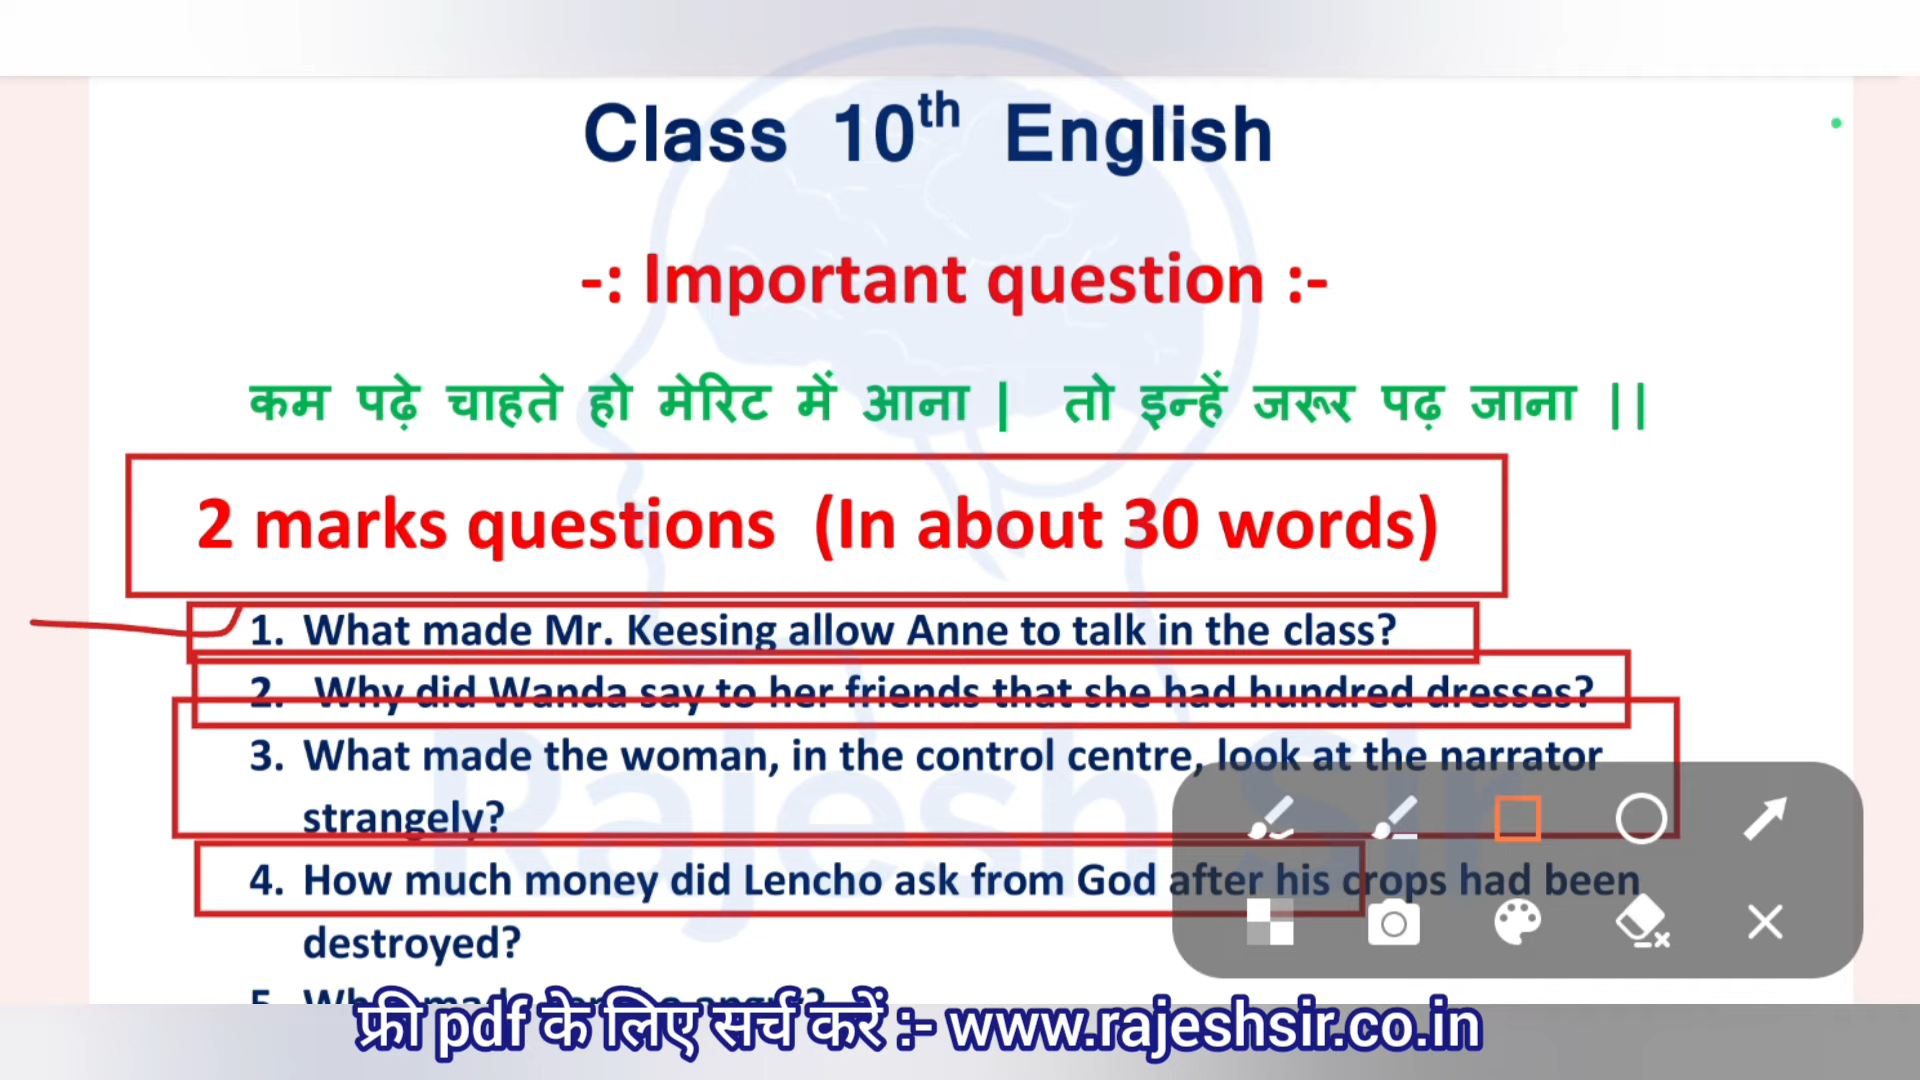 Class 10th English
-: Important question :-
कम पढ़े चाहते हो मेरिट में आना | तो इन्हें जरूर पढ़ जाना ||
2 marks questions (In about 30 words)
1. What made Mr. Keesing allow Anne to talk in the class?
2. Why did Wanda say to her friends that she had hundred dresses?
3. What made the woman, in the control centre, look at the narrator
strangely?
4. How much money did Lencho ask from God after his crops had been
destroyed?
फ्री pdf के लिए सर्च करें :- www.rajeshsir.co.in
Rajesh Sir